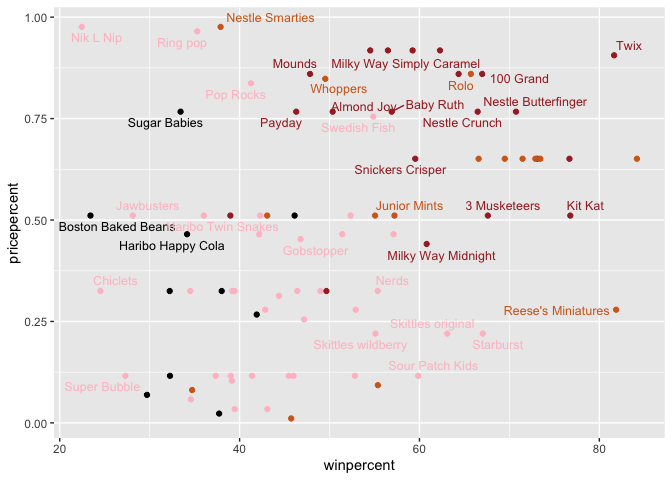 1.00
0.75
0.50
0.25
0.00
pricepercent
Nestle Smarties
Nik L Nip
Ring pop
Twix
Mounds
Milky Way Simply Caramel
100 Grand
Pop Rocks
Whoppers
Rolo
Almond Joy
Baby Ruth
Nestle Butterfinger
Sugar Babies
Payday
Swedish Fish
Nestle Crunch
Snickers Crisper
Jawbusters
Junior Mints
3 Musketeers
Kit Kat
Boston Baked Beans
Haribo Twin Snakes
Haribo Happy Cola
Gobstopper
Milky Way Midnight
Chiclets
Nerds
Reese's Miniatures
Skittles original
Skittles wildberry
Starburst
Sour Patch Kids
Super Bubble
20
40
60
80
winpercent